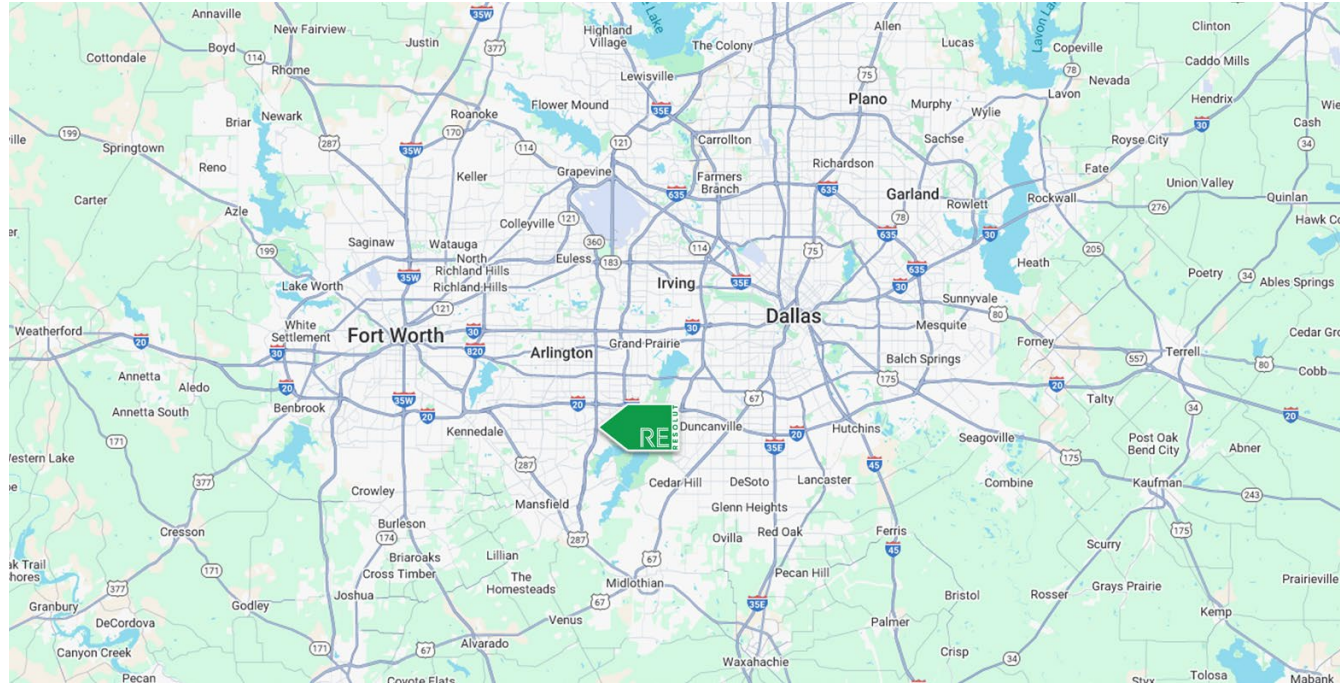 Annaville
New Fairview
35W
377
Justin
Highland
Village
Lake
The Colony
Allen
Lucas
Lavon La
Copeville
Clinton
Boyd
114
Cottondale
Rhome
Lewisville
75
78
Nevada
Caddo Mills
Lavon
Flower Mound
35E
Plano
Murphy
Wylie
Hendrix
Briar
Newark
Roanoke
30
Cash
199
287
35W
170
114
121
Carrollton
Sachse
Royse City
34
ville
Springtown
Reno
Keller
Grapevine
Farmers
Branch
635
Richardson
635
Fate
Union Valley
Quinlan
Carter
Azle
Colleyville
121
Garland
78
Rowlett
Rockwall
276
Hawk Co
er
199
Saginaw
Watauga
North
Richland Hills
Richland Hills
360
Euless
183
114
75
635
30
205
Heath
Poetry
34
Ables Springs
Lake Worth
35W
121
Irving
35E
635
30
Sunnyvale
80
Weatherford
20
White
Settlement
30
Fort Worth
30
820
Arlington
Grand Prairie
30
Dallas
Mesquite
Forney
Cedar Gro
Terrell
557
80
Cobb
Annetta
Aledo
20
Balch Springs
175
20
Talty
Annetta South
Benbrook
35W
20
20
67
34
20
171
Kennedale
RE
RESOLUT
Duncanville
35E
20
Hutchins
Seagoville
175
Post Oak
Bend City
Abner
Western Lake
377
287
45
Crowley
Mansfield
Cedar Hill
DeSoto
Lancaster
Combine
Kaufman
243
Glenn Heights
Cresson
Burleson
174
287
Ovilla
Red Oak
Ferris
45
175
Scurry
ak Trail
Shores
171
Briaroaks
Cross Timber
Lillian
The
Homesteads
67
Midlothian
Pecan Hill
Grays Prairie
Prairieville
377
Joshua
67
35E
Bristol
Rosser
Granbury
Godley
Venus
Palmer
Kemp
DeCordova
171
67
Alvarado
Canyon Creek
Waxahachie
Crisp
34
Tolosa
Pecan
Coyote Flats
Styx
175
Mabank